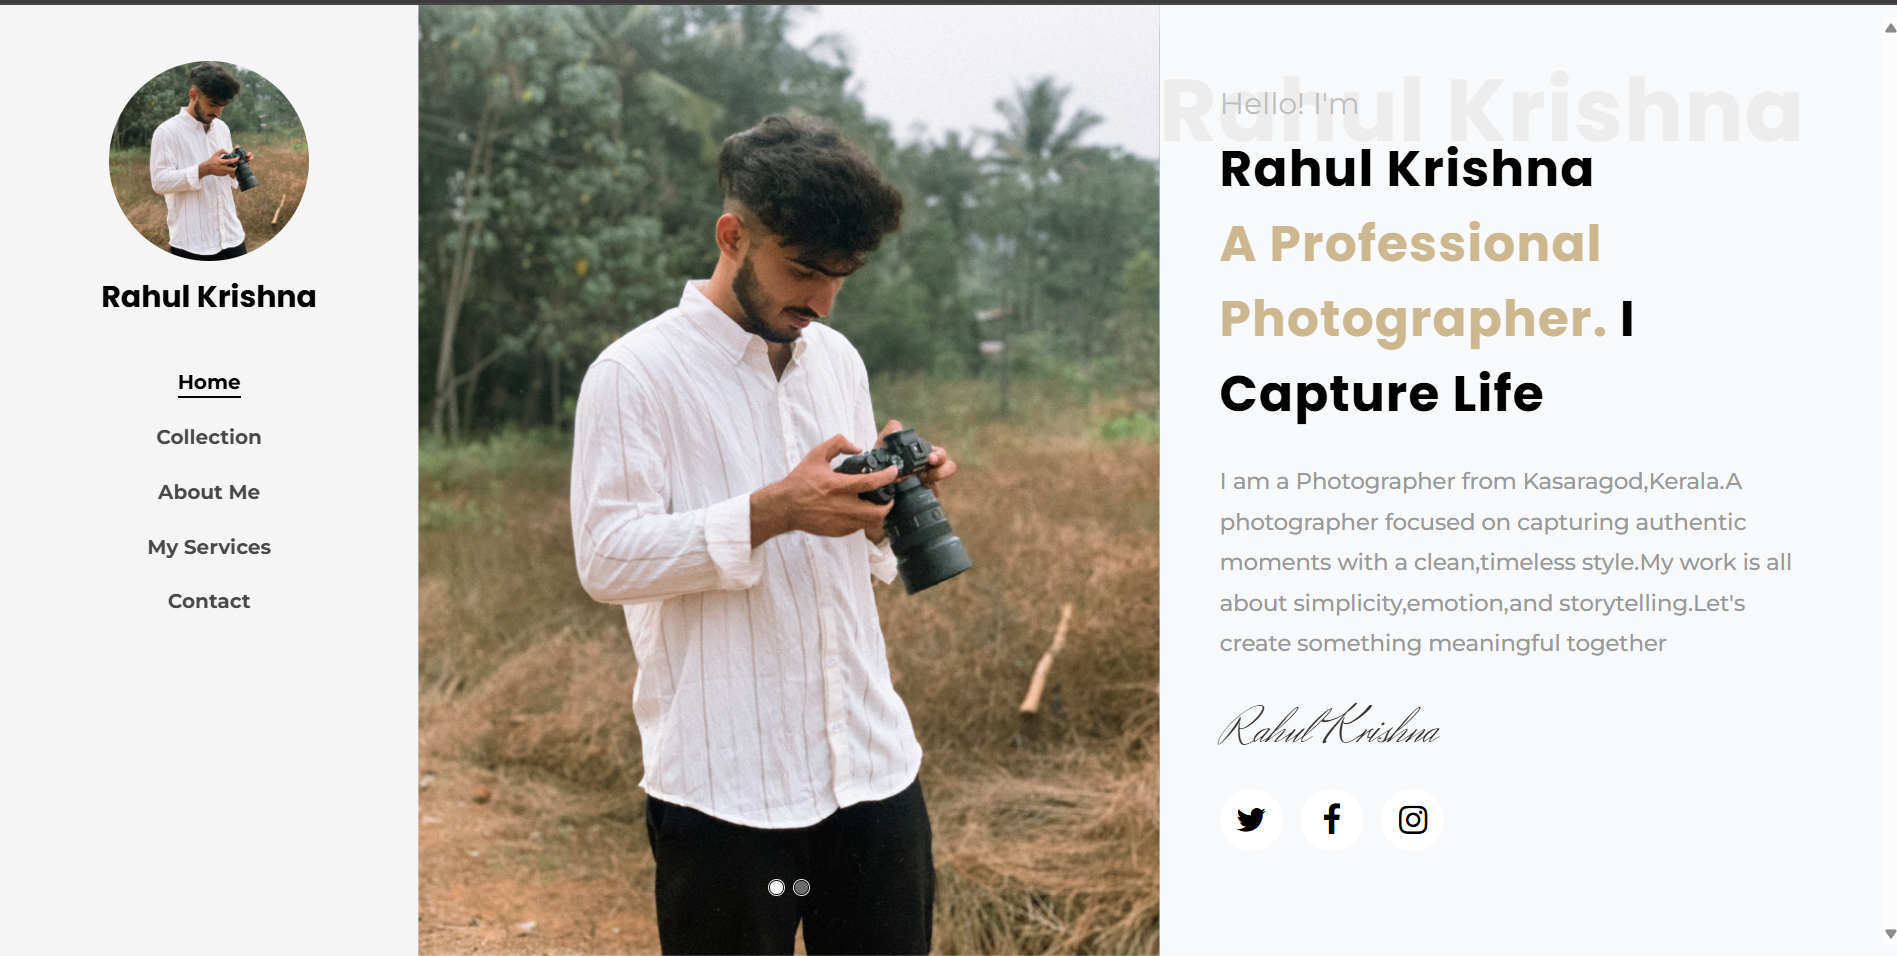 Rahul Krishna
Home
Collection
About Me
My Services
Contact
Rahul Krishna
Hello! I'm
Rahul Krishna
A Professional
Photographer. I
Capture Life
I am a Photographer from Kasaragod,Kerala.A
photographer focused on capturing authentic
moments with a clean,timeless style.My work is all
about simplicity,emotion,and storytelling.Let's
create something meaningful together
Rahul Krishna